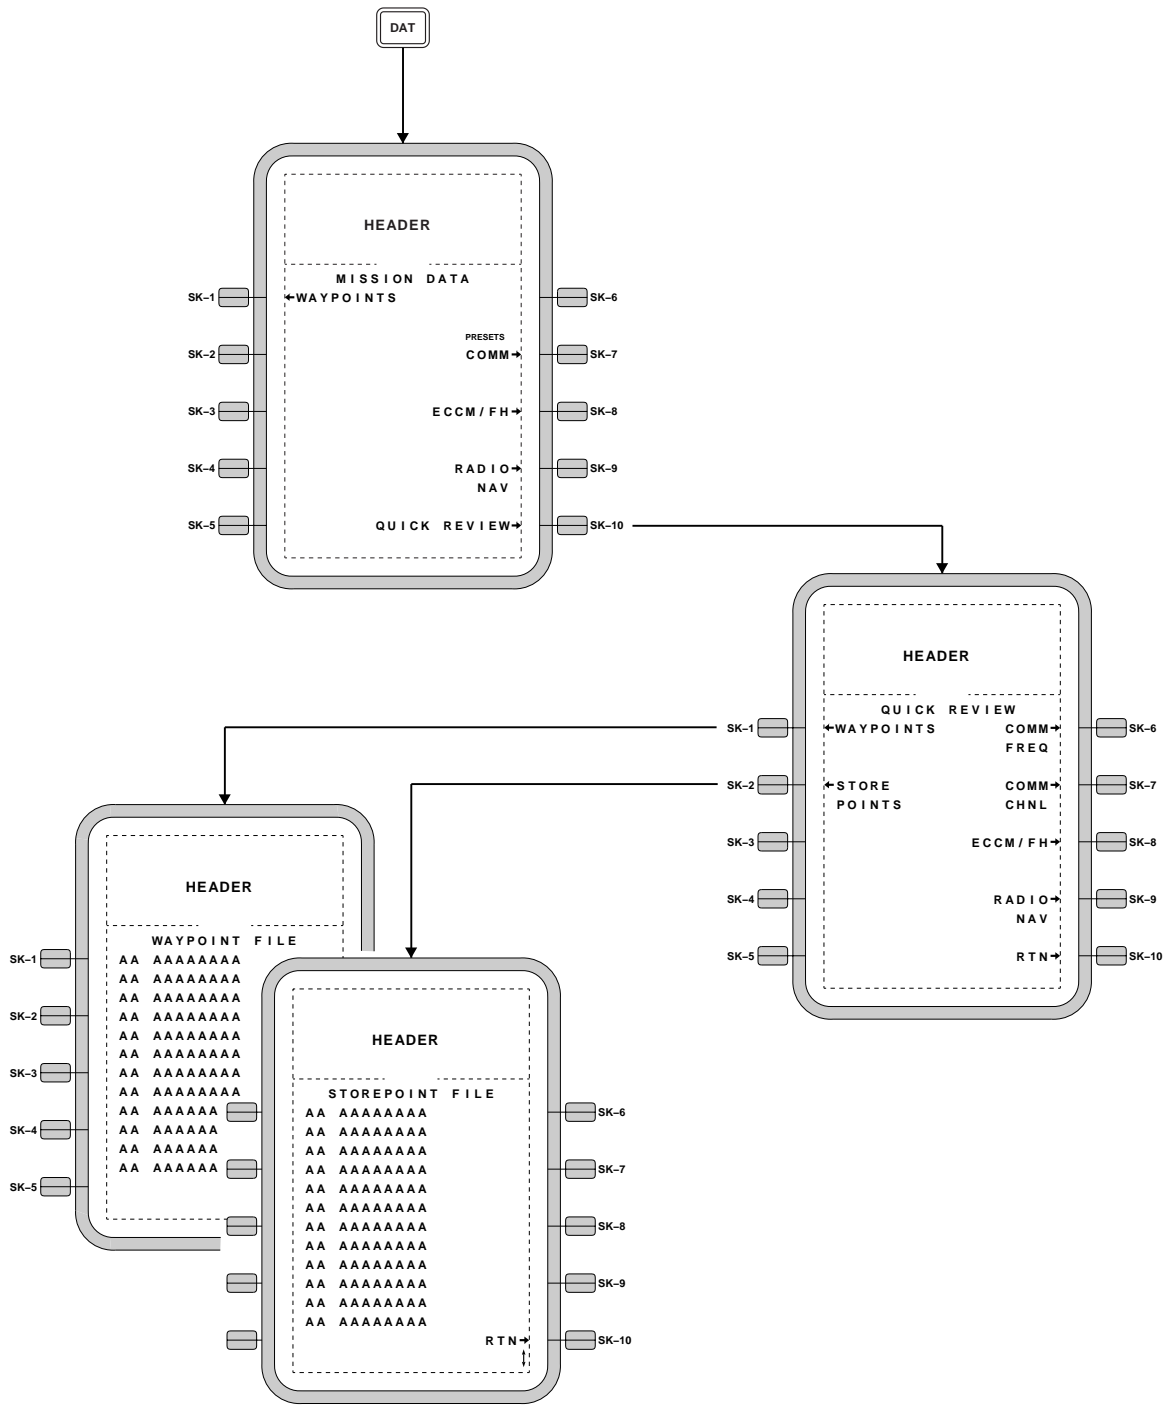 DAT
HEADER
MISSION DATA
SK–1 ←WAYPOINTS SK–6
PRESETS
SK–2 COMM→ SK–7
SK–3 ECCM/FH→ SK–8
SK–4 RADIO→ SK–9
NAV
SK–5 QUICK REVIEW→ SK–10
HEADER
QUICK REVIEW
SK–1 ←WAYPOINTS COMM→ SK–6
FREQ
SK–2 ←STORE COMM→ SK–7
POINTS CHNL
SK–3 ECCM/FH→ SK–8
SK–4 RADIO→ SK–9
NAV
SK–5 RTN→ SK–10
HEADER
WAYPOINT FILE
SK–1 AA AAAAAAAA
AA AAAAAAAA
AA AAAAAAAA
SK–2 AA AAAAAAAA
AA AAAAAAAA
AA AAAAAAAA
SK–3 AA AAAAAAAA
AA AAAAAAAA
AA AAAAAA
SK–4 AA AAAAAA
AA AAAAAA
AA AAAAAA
SK–5
HEADER
STOREPOINT FILE
AA AAAAAAAA SK–6
AA AAAAAAAA
AA AAAAAAAA
AA AAAAAAAA SK–7
AA AAAAAAAA
AA AAAAAAAA
AA AAAAAAAA SK–8
AA AAAAAAAA
AA AAAAAAAA
AA AAAAAAAA SK–9
AA AAAAAAAA
AA AAAAAAAA
RTN→ SK–10
↕